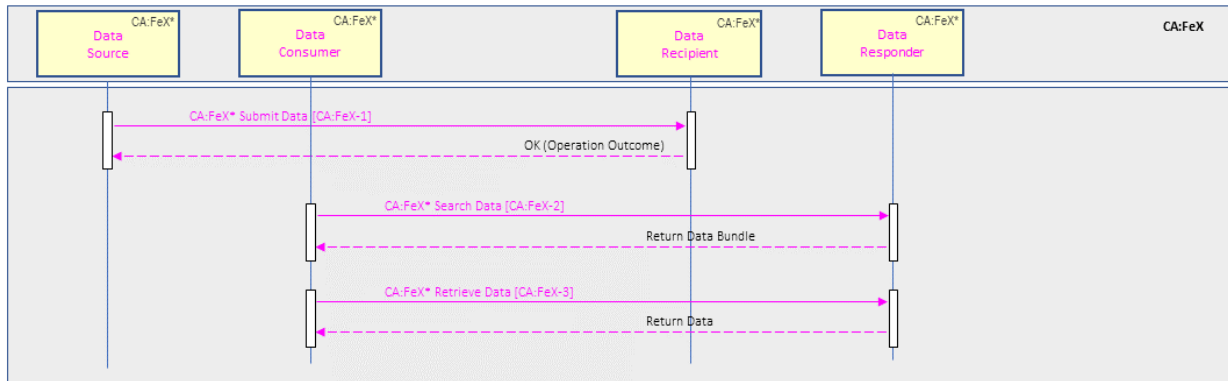 CA:FeX*
Data
Source
CA:FeX*
Data
Consumer
CA:FeX*
Data
Recipient
CA:FeX*
Data
Responder
CA:FeX
CA:FeX* Submit Data [CA:FeX-1]
OK (Operation Outcome)
CA:FeX* Search Data [CA:FeX-2]
Return Data Bundle
CA:FeX* Retrieve Data [CA:FeX-3]
Return Data